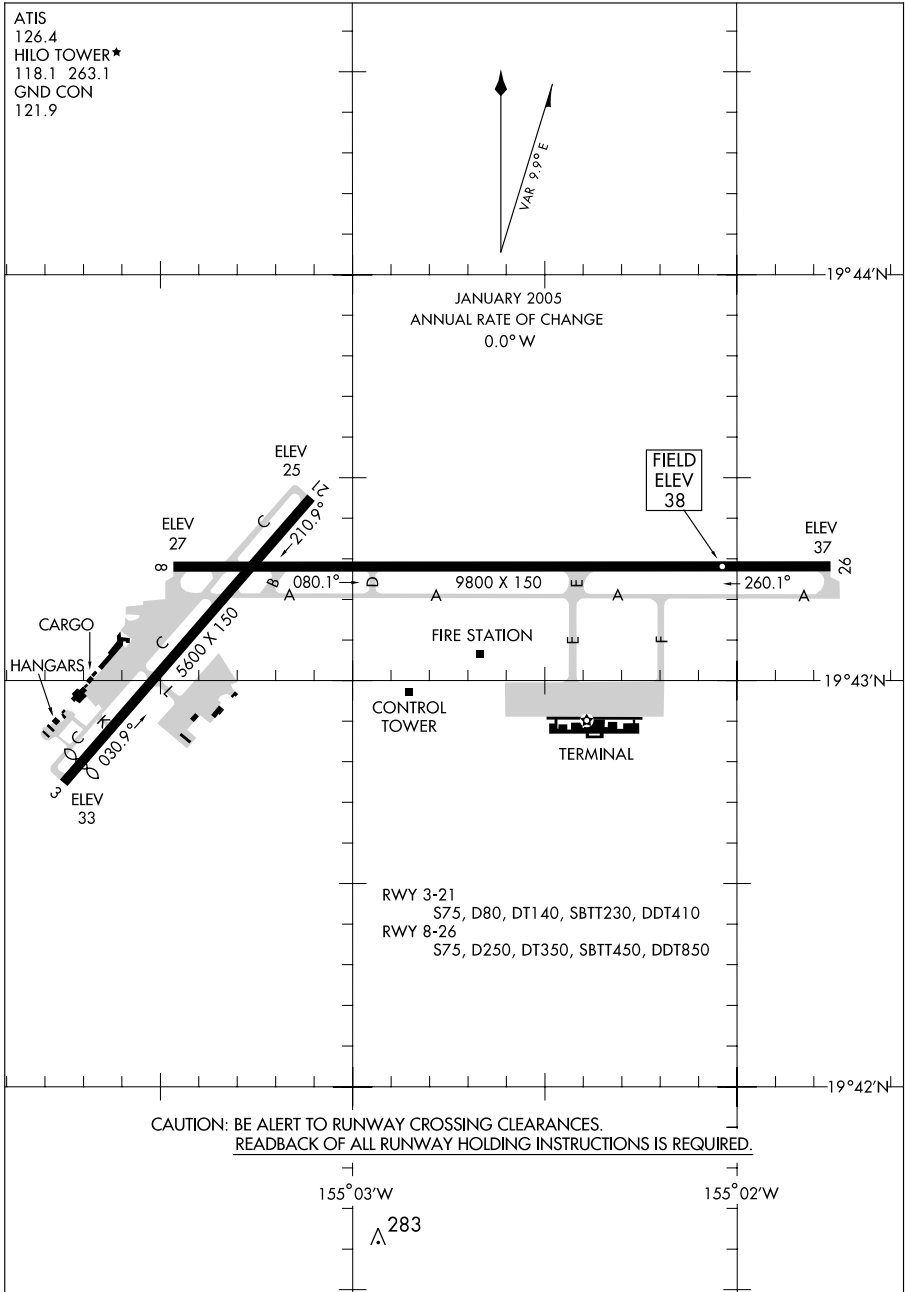 ATIS
126.4
HILO TOWER★
118.1 263.1
GND CON
121.9
VAR 9.9° E
19°44'N
JANUARY 2005
ANNUAL RATE OF CHANGE
0.0° W
ELEV
25
21
210.9°
C
FIELD
ELEV
38
ELEV
27
8
ELEV
37
26
B
080.1°
D
9800 X 150
E
260.1°
A
A
A
A
CARGO
HANGARS
C
5600 X 150
L
K
C
030.9°
3
ELEV
33
FIRE STATION
E
F
19°43'N
CONTROL
TOWER
TERMINAL
RWY 3-21
S75, D80, DT140, SBTT230, DDT410
RWY 8-26
S75, D250, DT350, SBTT450, DDT850
19°42'N
CAUTION: BE ALERT TO RUNWAY CROSSING CLEARANCES.
READBACK OF ALL RUNWAY HOLDING INSTRUCTIONS IS REQUIRED.
155°03'W
155°02'W
283